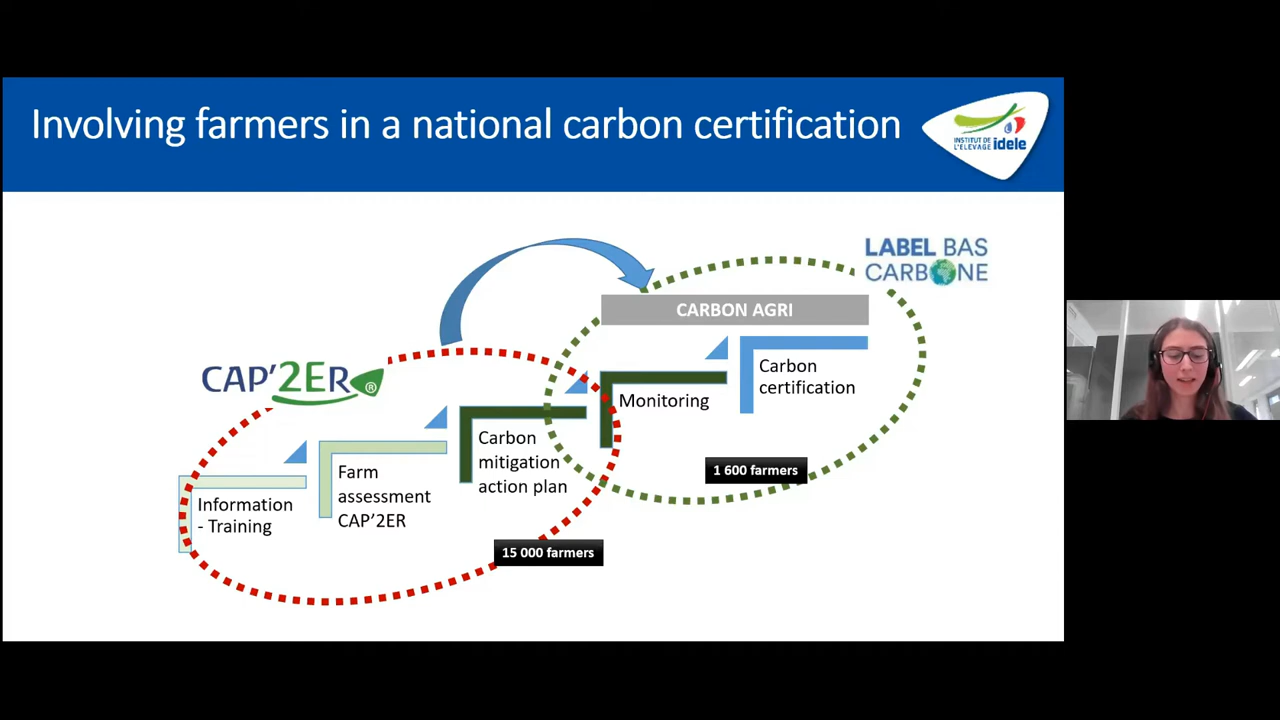 Involving farmers in a national carbon certification
INSTITUT DE
L'ELEVAGE idele
LABEL BAS
CARBONE
CARBON AGRI
CAP'2ER®
Carbon
certification
Monitoring
Carbon
mitigation
action plan
Farm
assessment
CAP'2ER
Information
- Training
1 600 farmers
15 000 farmers